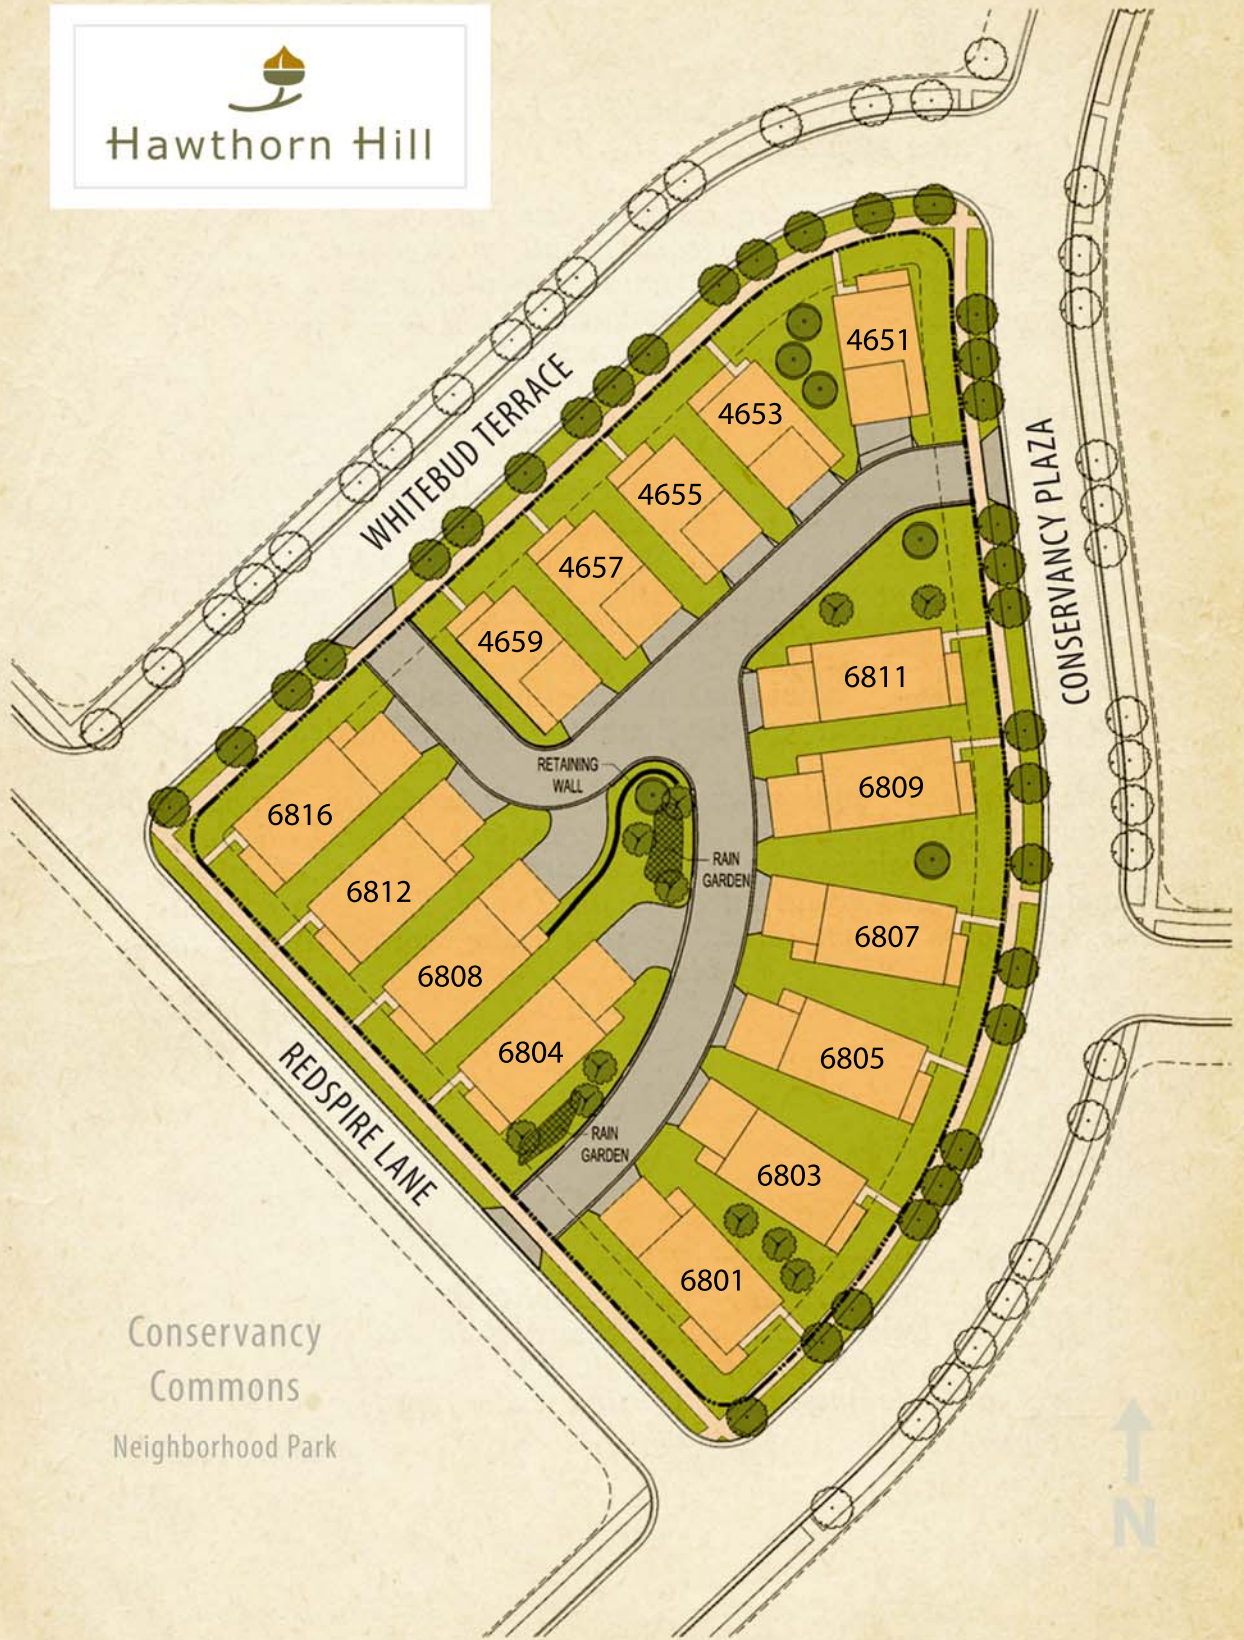 Hawthorn Hill
WHITEBUD TERRACE
CONSERVANCY PLAZA
REDSPIRE LANE
4651
4653
4655
4657
4659
6811
6809
6807
6805
6803
6801
6816
6812
6808
6804
RETAINING
WALL
RAIN
GARDEN
RAIN
GARDEN
Conservancy
Commons
Neighborhood Park
N